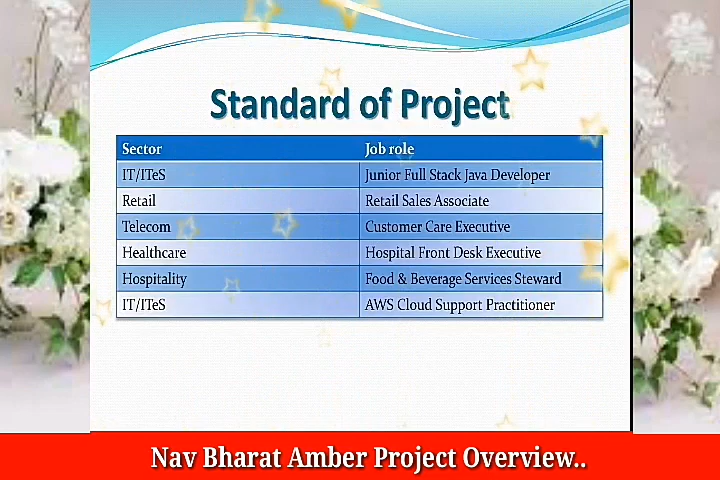 Standard of Project
Sector Job role
IT/ITeS Junior Full Stack Java Developer
Retail Retail Sales Associate
Telecom Customer Care Executive
Healthcare Hospital Front Desk Executive
Hospitality Food & Beverage Services Steward
IT/ITeS AWS Cloud Support Practitioner
Nav Bharat Amber Project Overview..